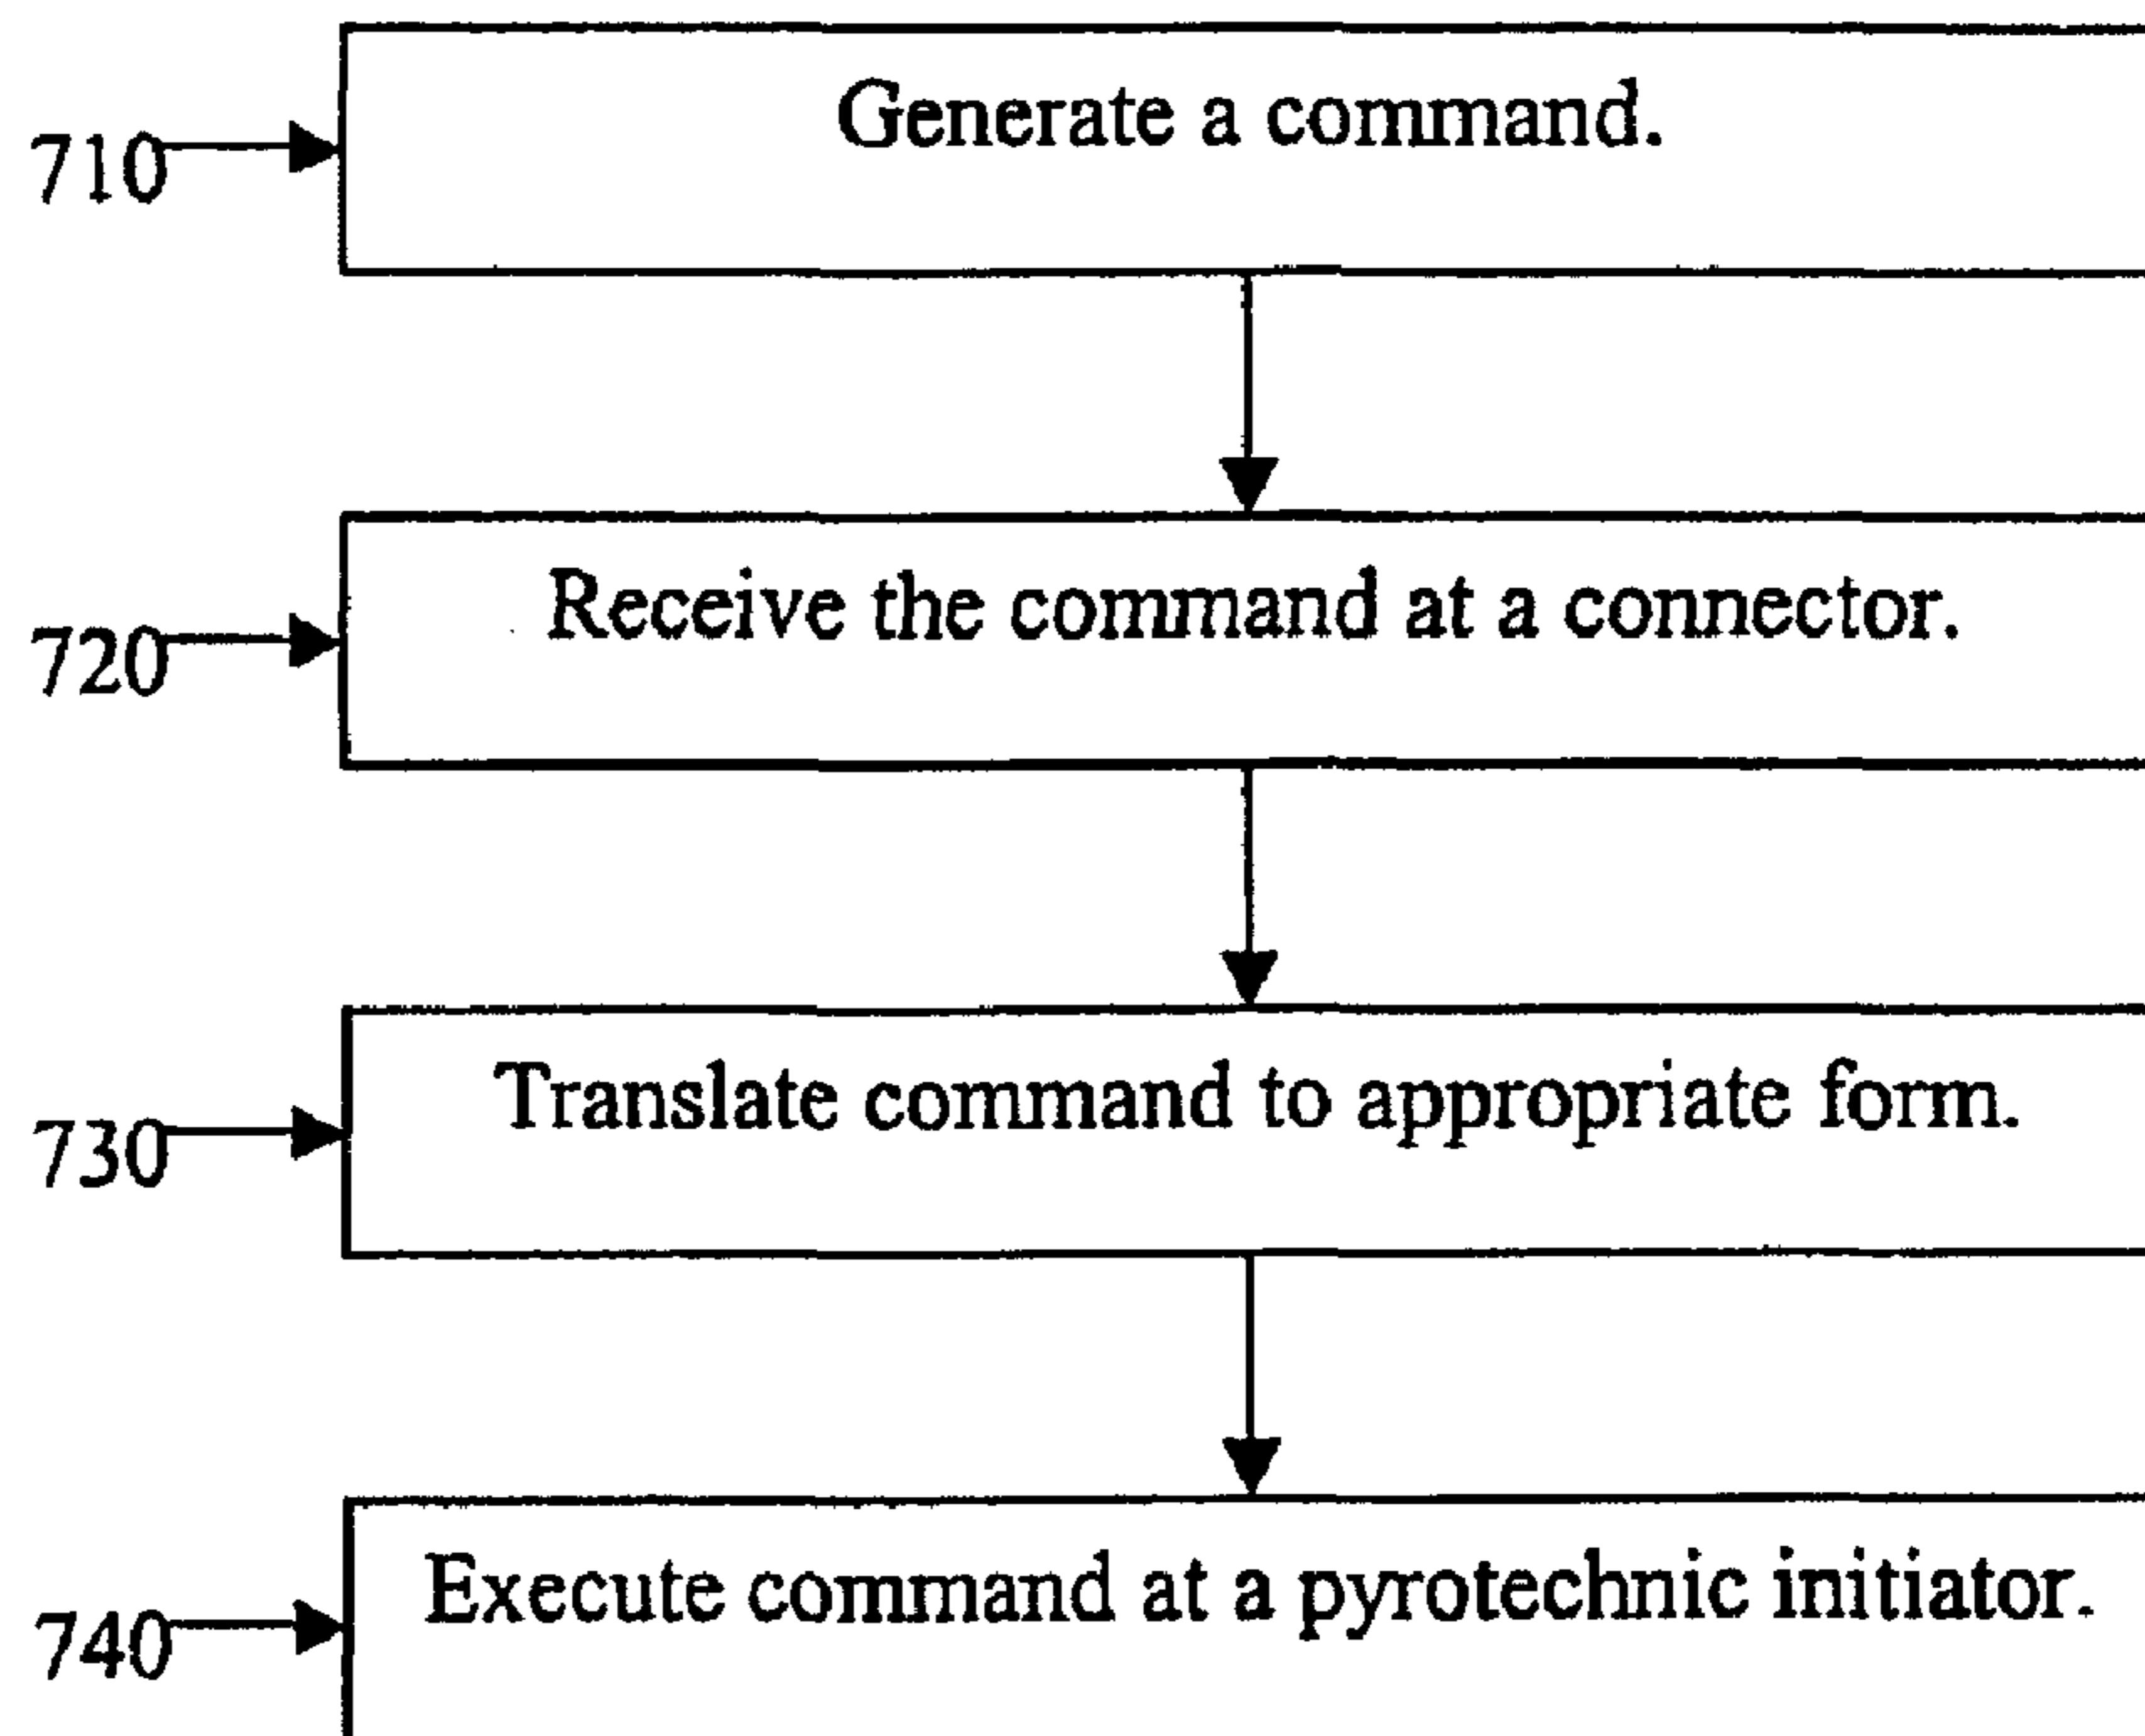 Generate a command.
710
Receive the command at a connector.
720
Translate command to appropriate form.
730
Execute command at a pyrotechnic initiator.
740